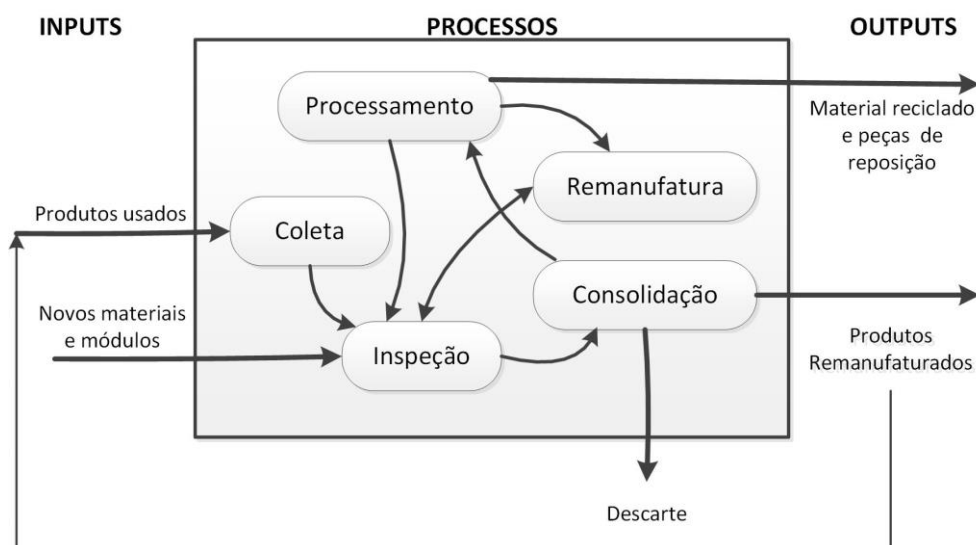 INPUTS
PROCESSOS
OUTPUTS
Processamento
Material reciclado
e peças de
reposição
Remanufatura
Produtos usados
Coleta
Consolidação
Novos materiais
e módulos
Inspeção
Produtos
Remanufaturados
Descarte